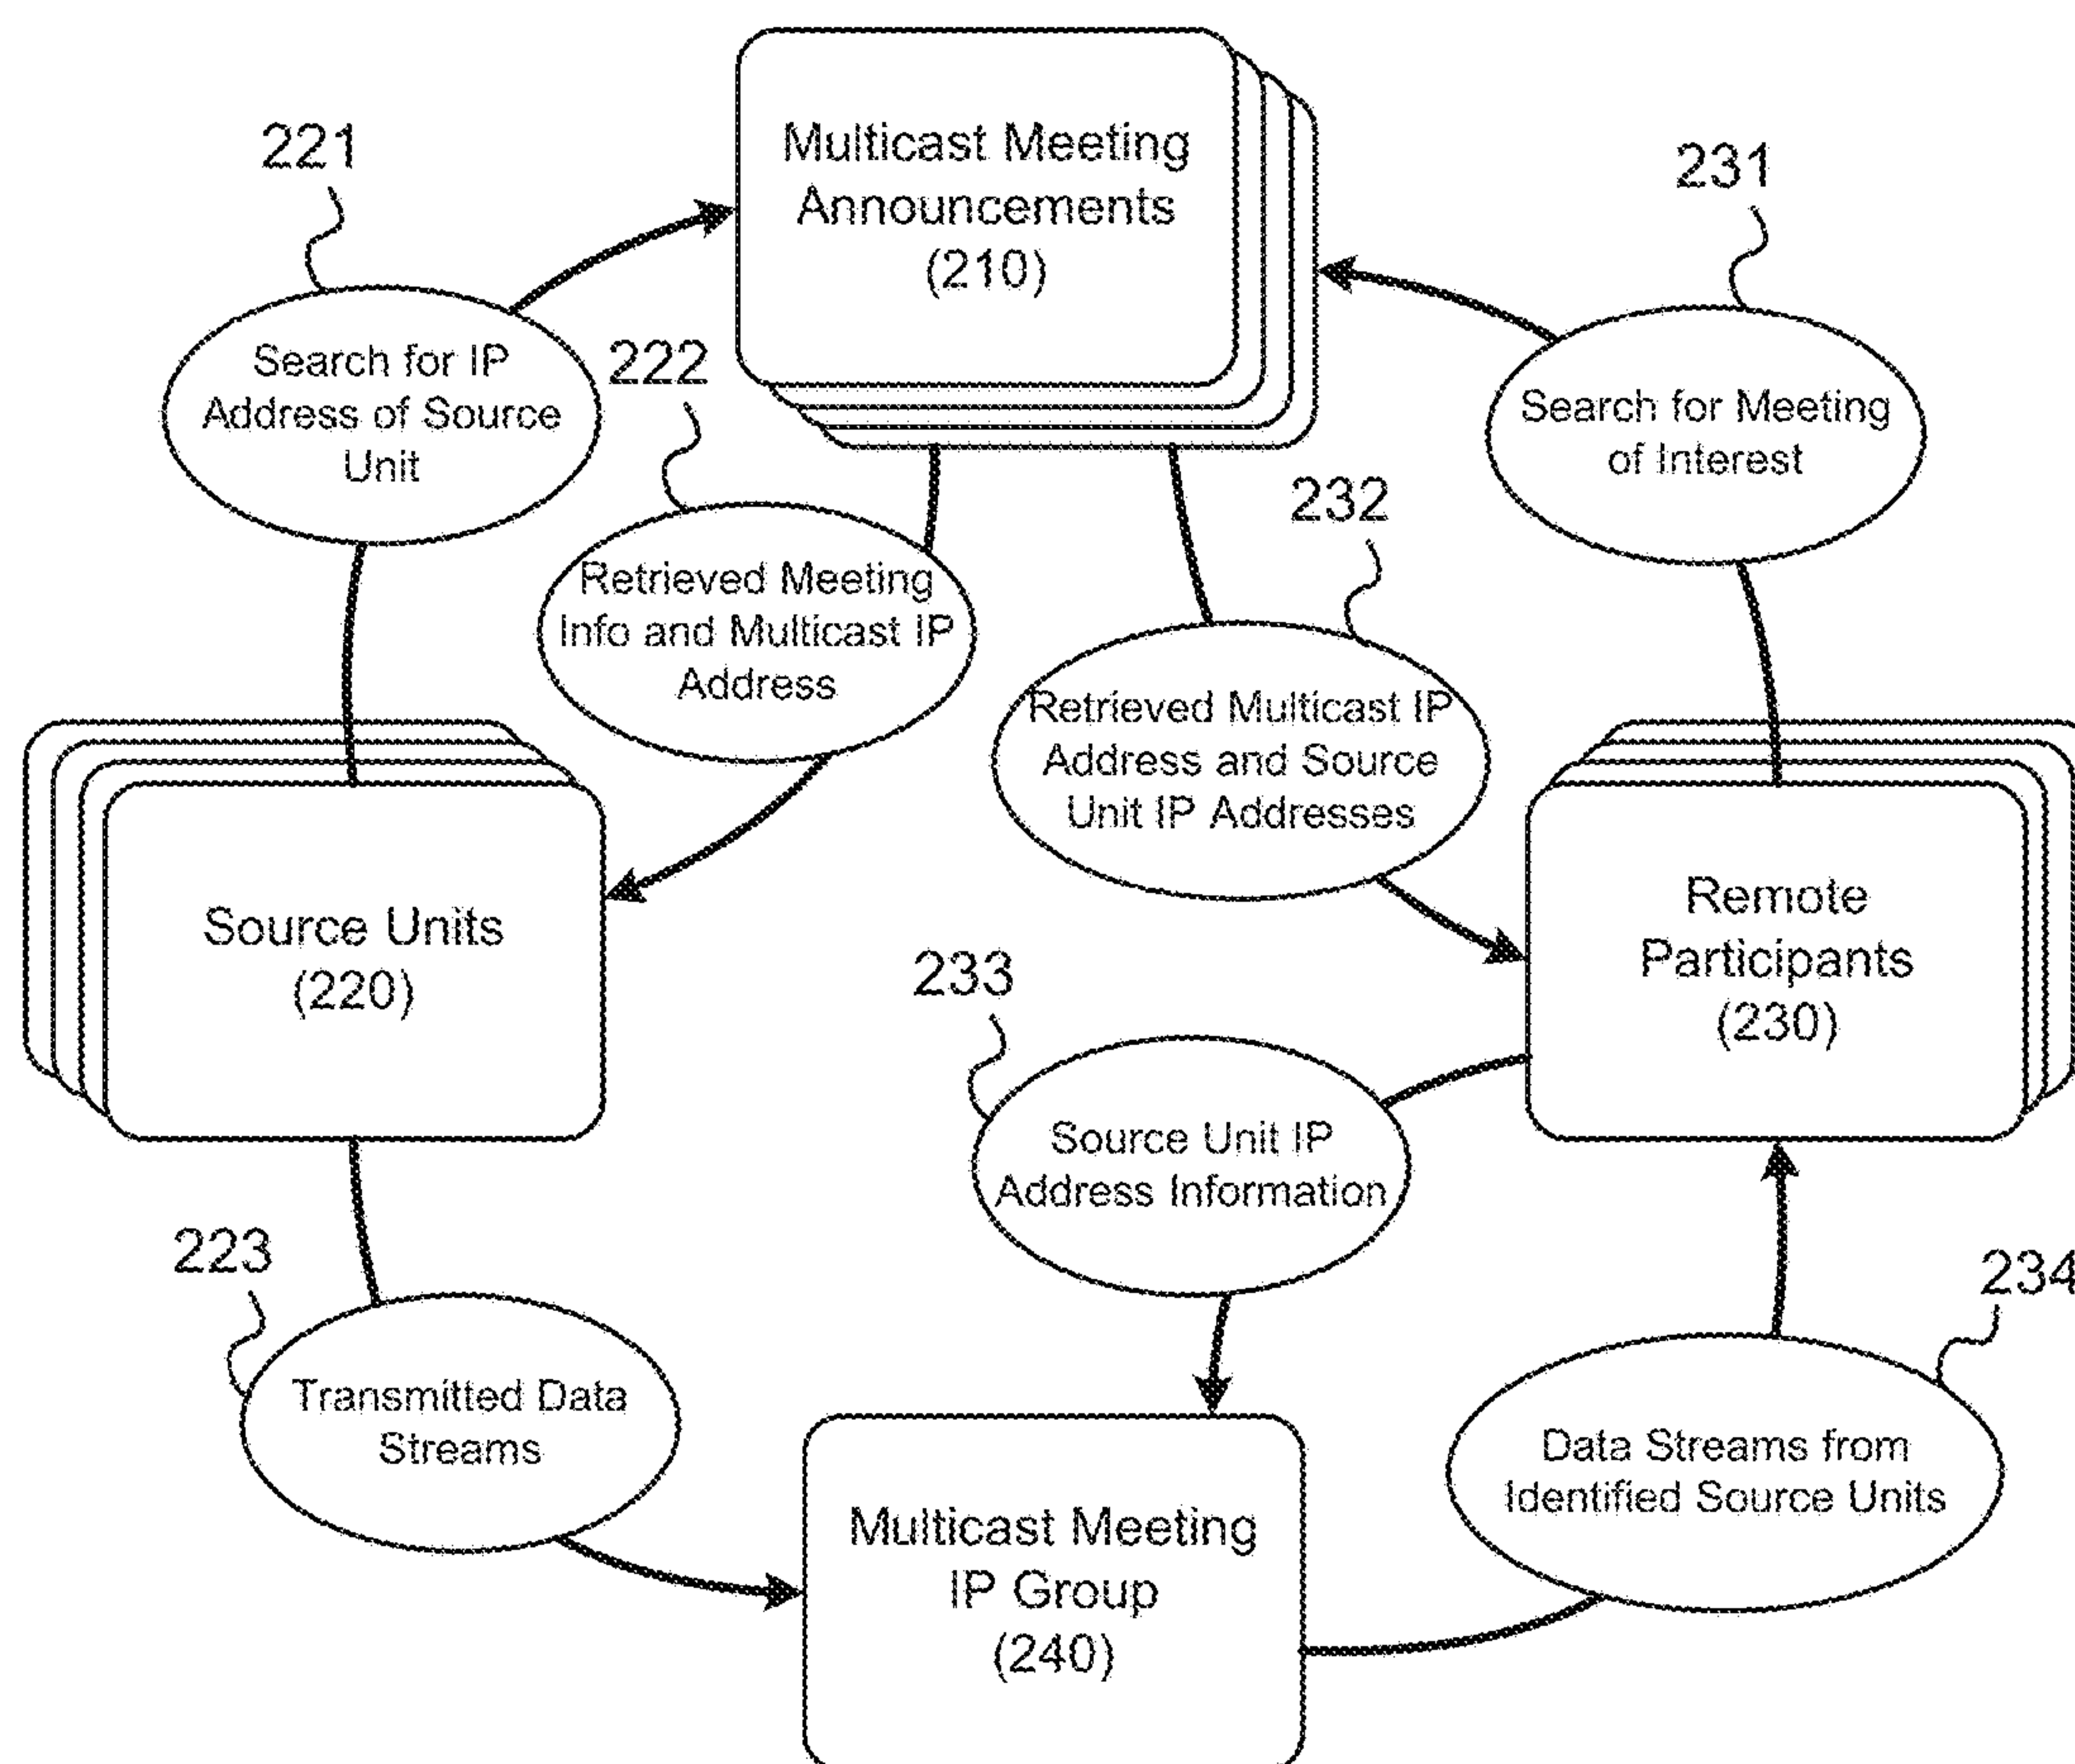 Multicast Meeting
Announcements
(210)
221
Search for IP
Address of Source
Unit
222
Retrieved Meeting
Info and Multicast IP
Address
231
Search for Meeting
of Interest
232
Retrieved Multicast IP
Address and Source
Unit IP Addresses
Source Units
(220)
Remote
Participants
(230)
233
Source Unit IP
Address Information
223
Transmitted Data
Streams
234
Data Streams from
Identified Source Units
Multicast Meeting
IP Group
(240)